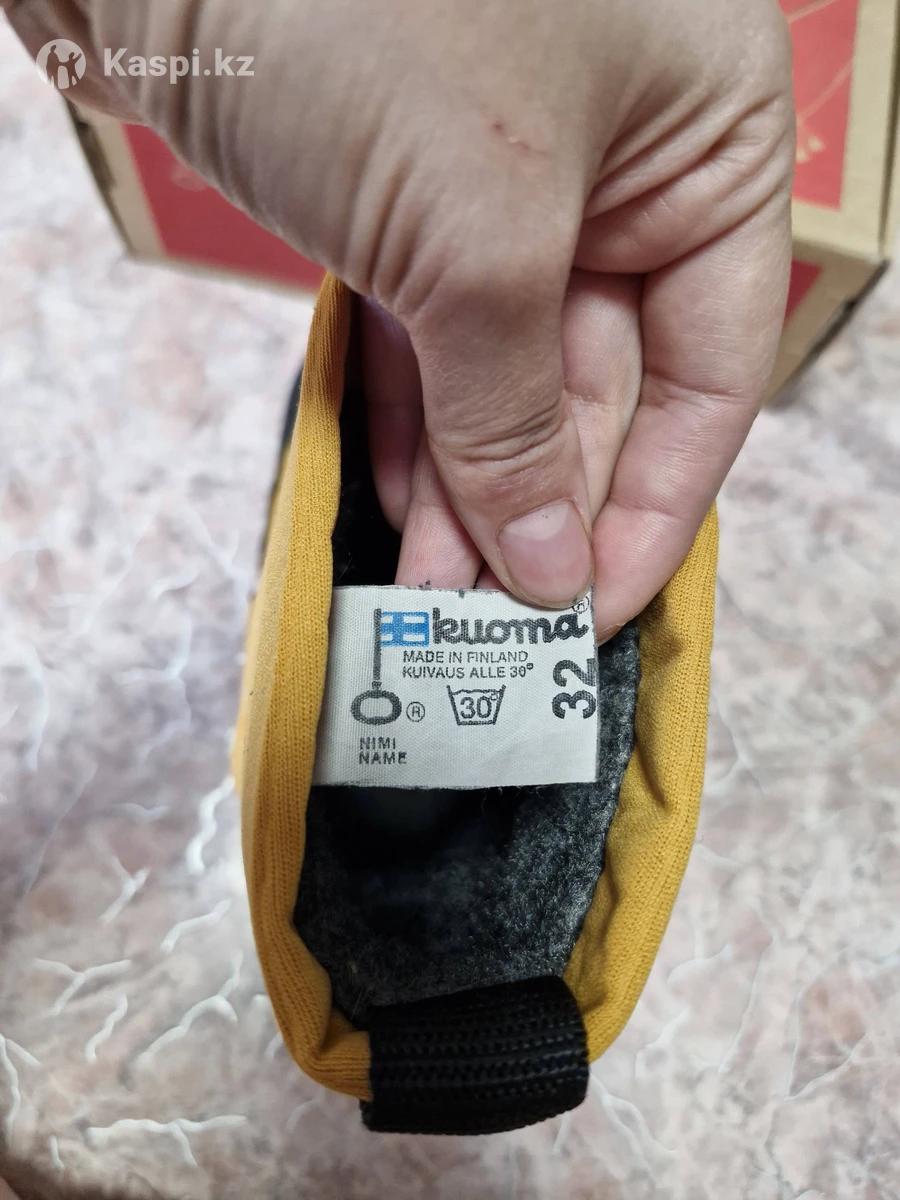 Kaspi.kz
kuoma®
MADE IN FINLAND
KUIVAUS ALLE 30°
30°
32
®
NIMI
NAME